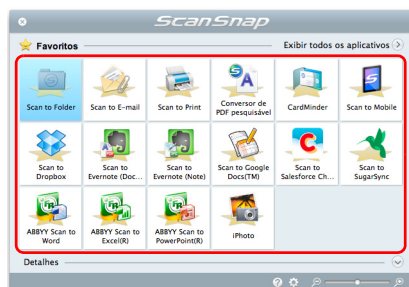 ScanSnap
Favoritos
Exibir todos os aplicativos
Scan to Folder
Scan to E-mail
Scan to Print
Conversor de
PDF pesquisável
CardMinder
Scan to Mobile
Scan to
Dropbox
Scan to
Evernote (Doc...
Scan to
Evernote (Note)
Scan to Google
Docs(TM)
Scan to
Salesforce Ch...
Scan to
SugarSync
ABBYY Scan to
Word
ABBYY Scan to
Excel(R)
ABBYY Scan to
PowerPoint(R)
iPhoto
Detalhes